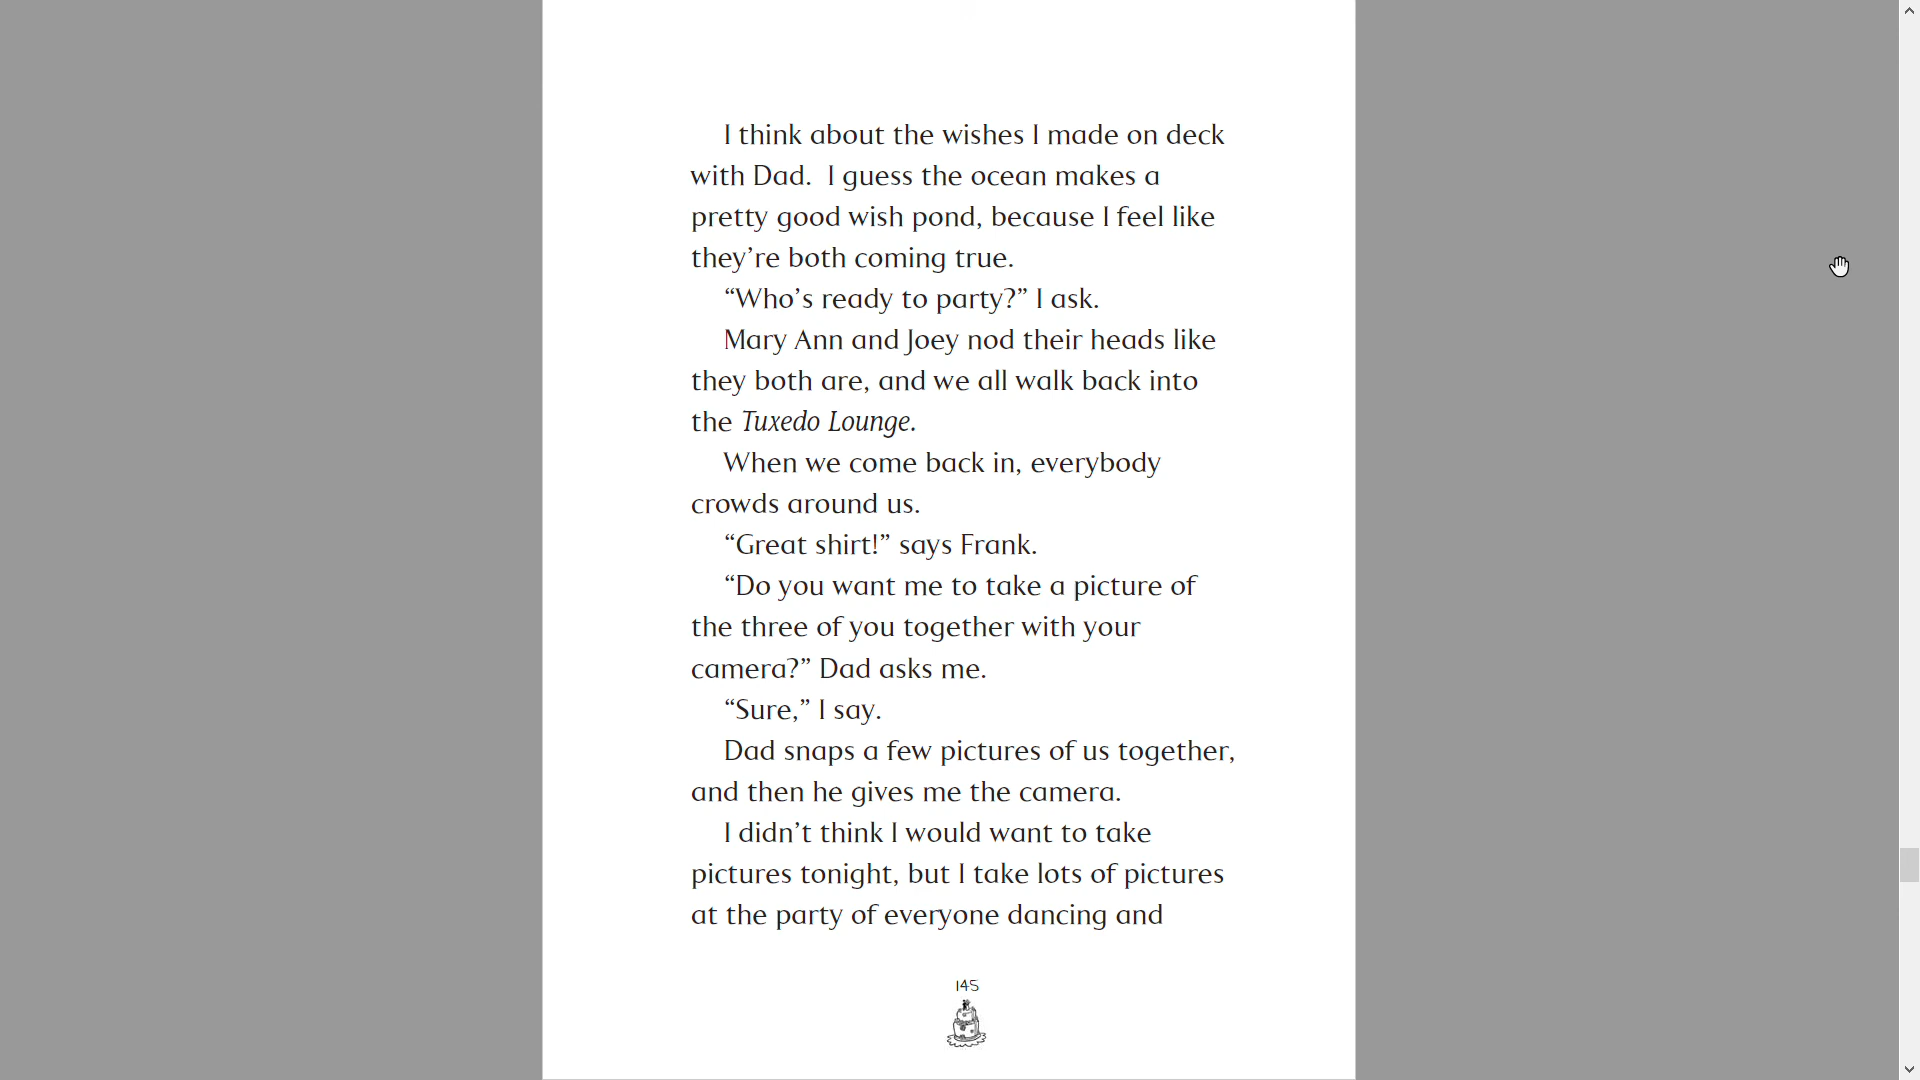 I think about the wishes I made on deck
with Dad.  I guess the ocean makes a
pretty good wish pond, because I feel like
they’re both coming true.
“Who’s ready to party?” I ask.
Mary Ann and Joey nod their heads like
they both are, and we all walk back into
the Tuxedo Lounge.
When we come back in, everybody
crowds around us.
“Great shirt!” says Frank.
“Do you want me to take a picture of
the three of you together with your
camera?” Dad asks me.
“Sure,” I say.
Dad snaps a few pictures of us together,
and then he gives me the camera.
I didn’t think I would want to take
pictures tonight, but I take lots of pictures
at the party of everyone dancing and
145